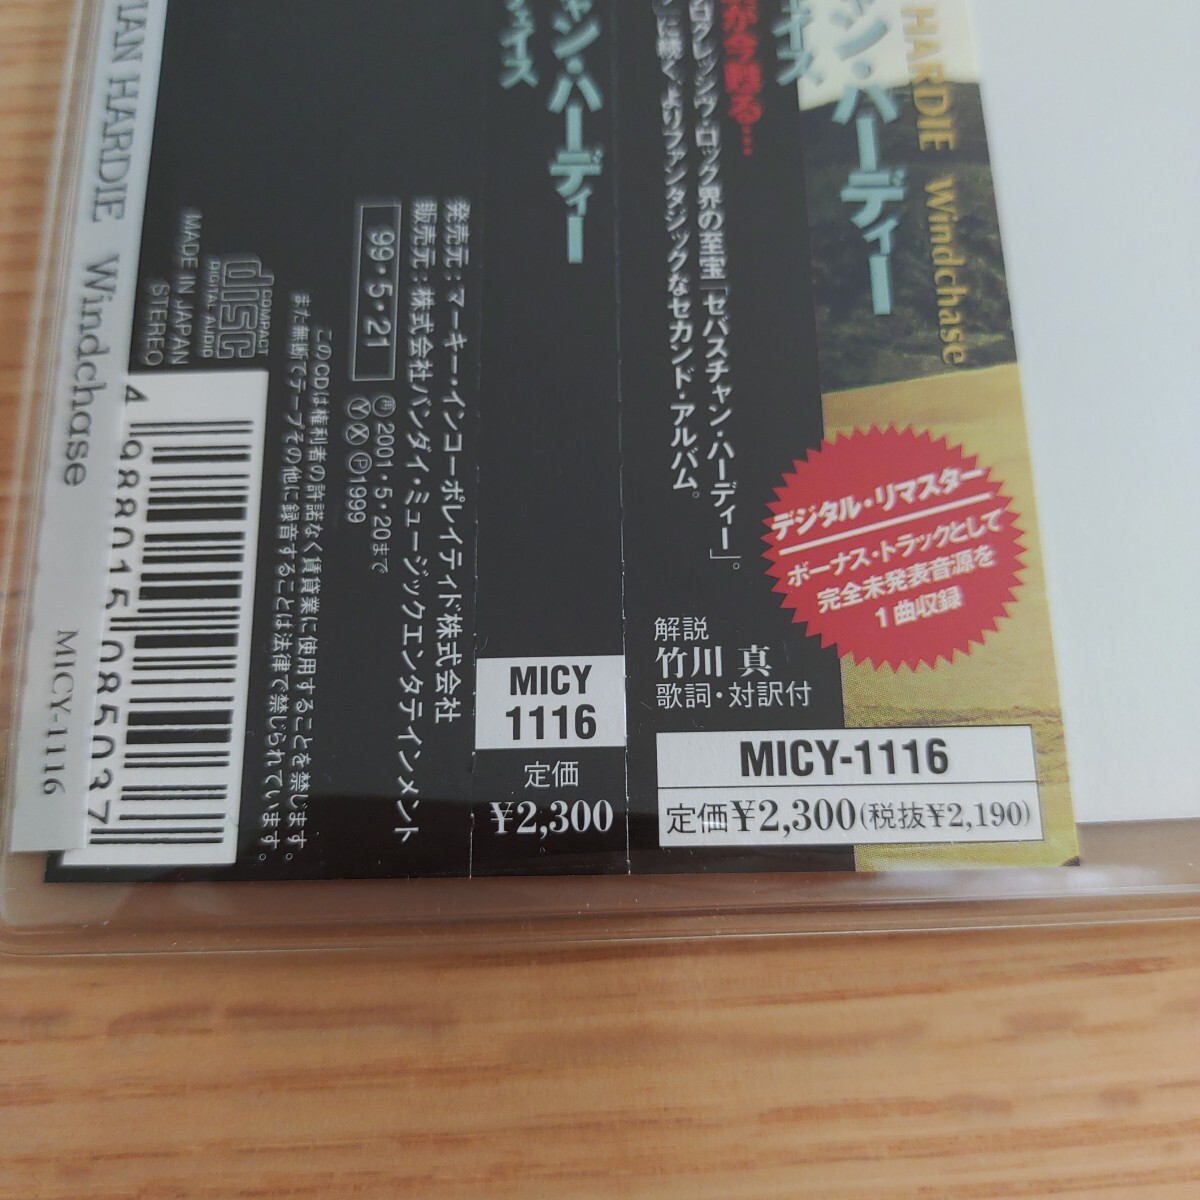 HARDIE Windchase
ャン・ハーディー
が今甦る…
ログレッシヴ・ロック界の至宝「セバスチャン・ハーディー」。
に続く、よりファンタジックなセカンド・アルバム。
デジタル・リマスター
ボーナス・トラックとして
完全未発表音源を
1曲収録
解説
竹川 真
歌詞・対訳付
MICY-1116
定価¥2,300(税抜¥2,190)
ャン・ハーディー
ェイス
MICY
1116
定価
¥2,300
発売元:マーキー・インコーポレイティド株式会社
販売元:株式会社バンダイ・ミュージックエンタテインメント
99・5・21
再 2001・5・20まで
Ⓨ Ⓧ Ⓟ1999
このCDは権利者の許諾なく賃貸業に使用することを禁じます。
また無断でテープその他に録音することは法律で禁じられています。
COMPACT
disc
DIGITAL AUDIO
MADE IN JAPAN
STEREO
4 988015 085037
IAN HARDIE Windchase MICY-1116